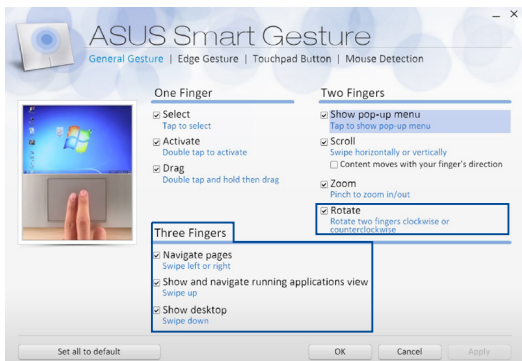 ASUS Smart Gesture
General Gesture | Edge Gesture | Touchpad Button | Mouse Detection
One Finger
Select
Tap to select
Activate
Double tap to activate
Drag
Double tap and hold then drag
Two Fingers
Show pop-up menu
Tap to show pop-up menu
Scroll
Swipe horizontally or vertically
Content moves with your finger's direction
Zoom
Pinch to zoom in/out
Rotate
Rotate two fingers clockwise or
counterclockwise
Three Fingers
Navigate pages
Swipe left or right
Show and navigate running applications view
Swipe up
Show desktop
Swipe down
Set all to default
OK
Cancel
Apply